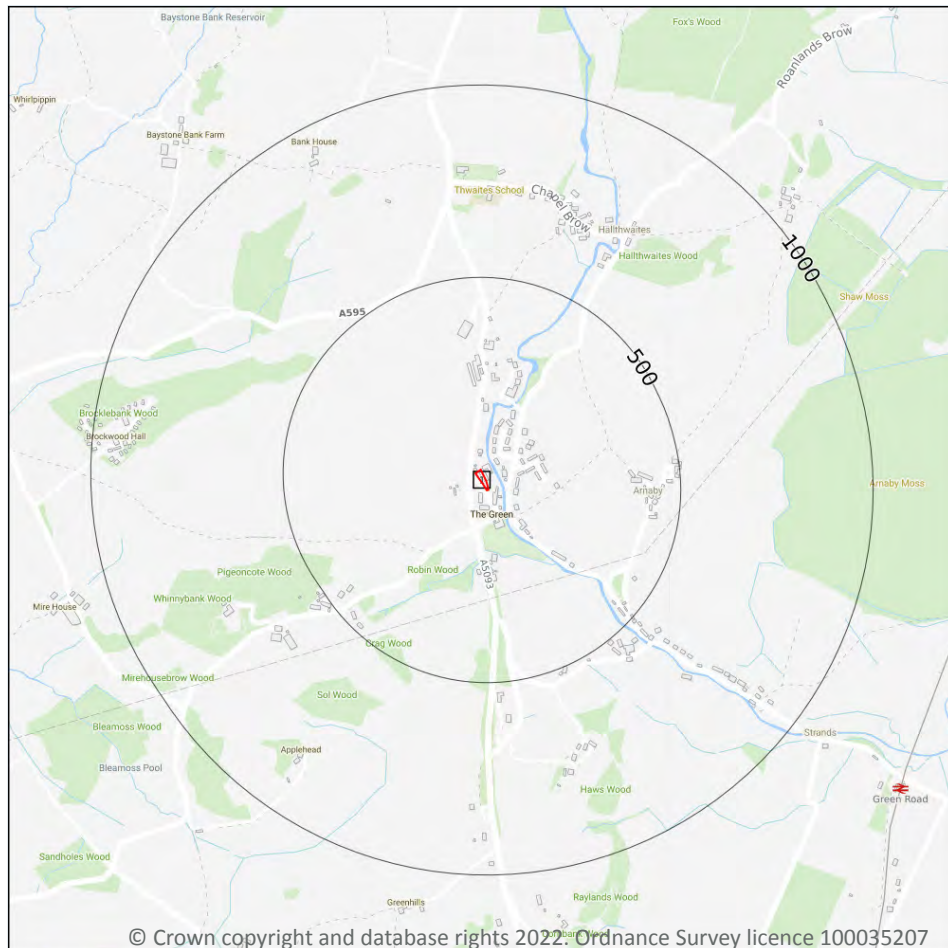 Baystone Bank Reservoir
Fox's Wood
Roanlands Brow
Whirlpippin
Baystone Bank Farm
Bank House
Thwaites School
Chapel Brow
Hallthwaites
Hallthwaites Wood
1000
Shaw Moss
A595
500
Brocklebank Wood
Brockwood Hall
Arnaby
Arnaby Moss
The Green
A5093
Pigeoncote Wood
Robin Wood
Whinnybank Wood
Mire House
Crag Wood
Mirehousebrow Wood
Sol Wood
Bleamoss Wood
Strands
Applehead
Bleamoss Pool
Haws Wood
Green Road
Sandholes Wood
Raylands Wood
Greenhills
© Crown copyright and database rights 2022. Ordnance Survey licence 100035207